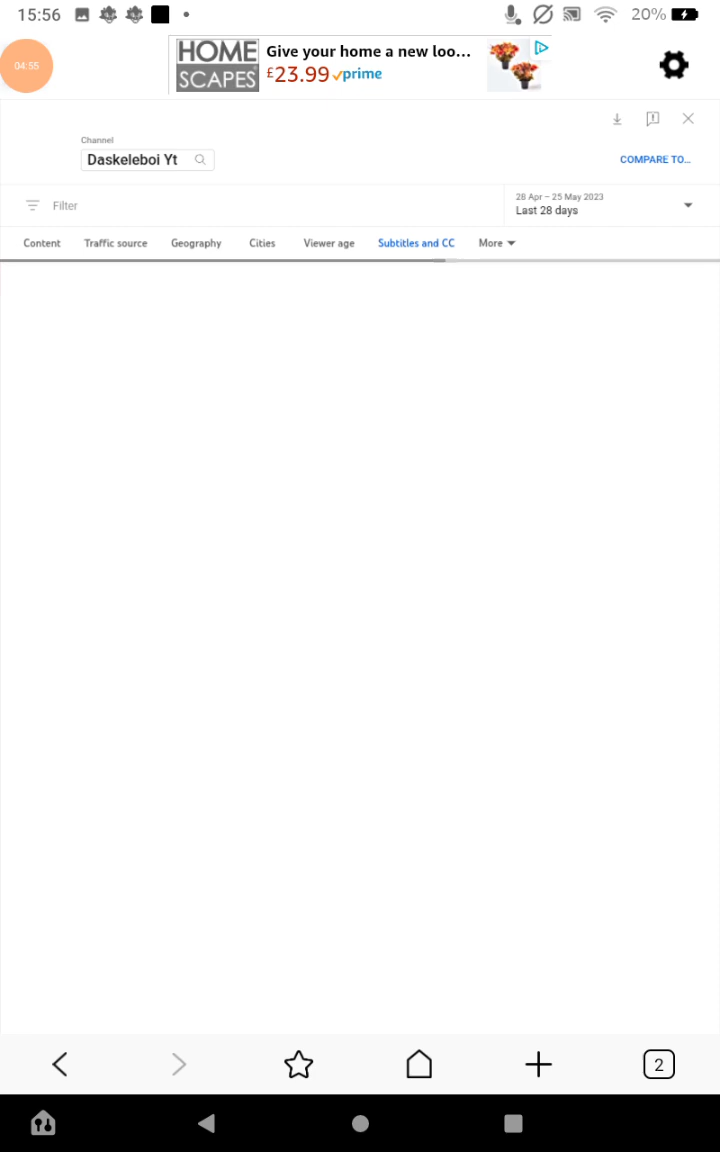 15:56
20%
04:55
HOME
SCAPES
Give your home a new loo...
£23.99 prime
Channel
Daskeleboi Yt
COMPARE TO...
Filter
28 Apr – 25 May 2023
Last 28 days
Content Traffic source Geography Cities Viewer age Subtitles and CC More
2